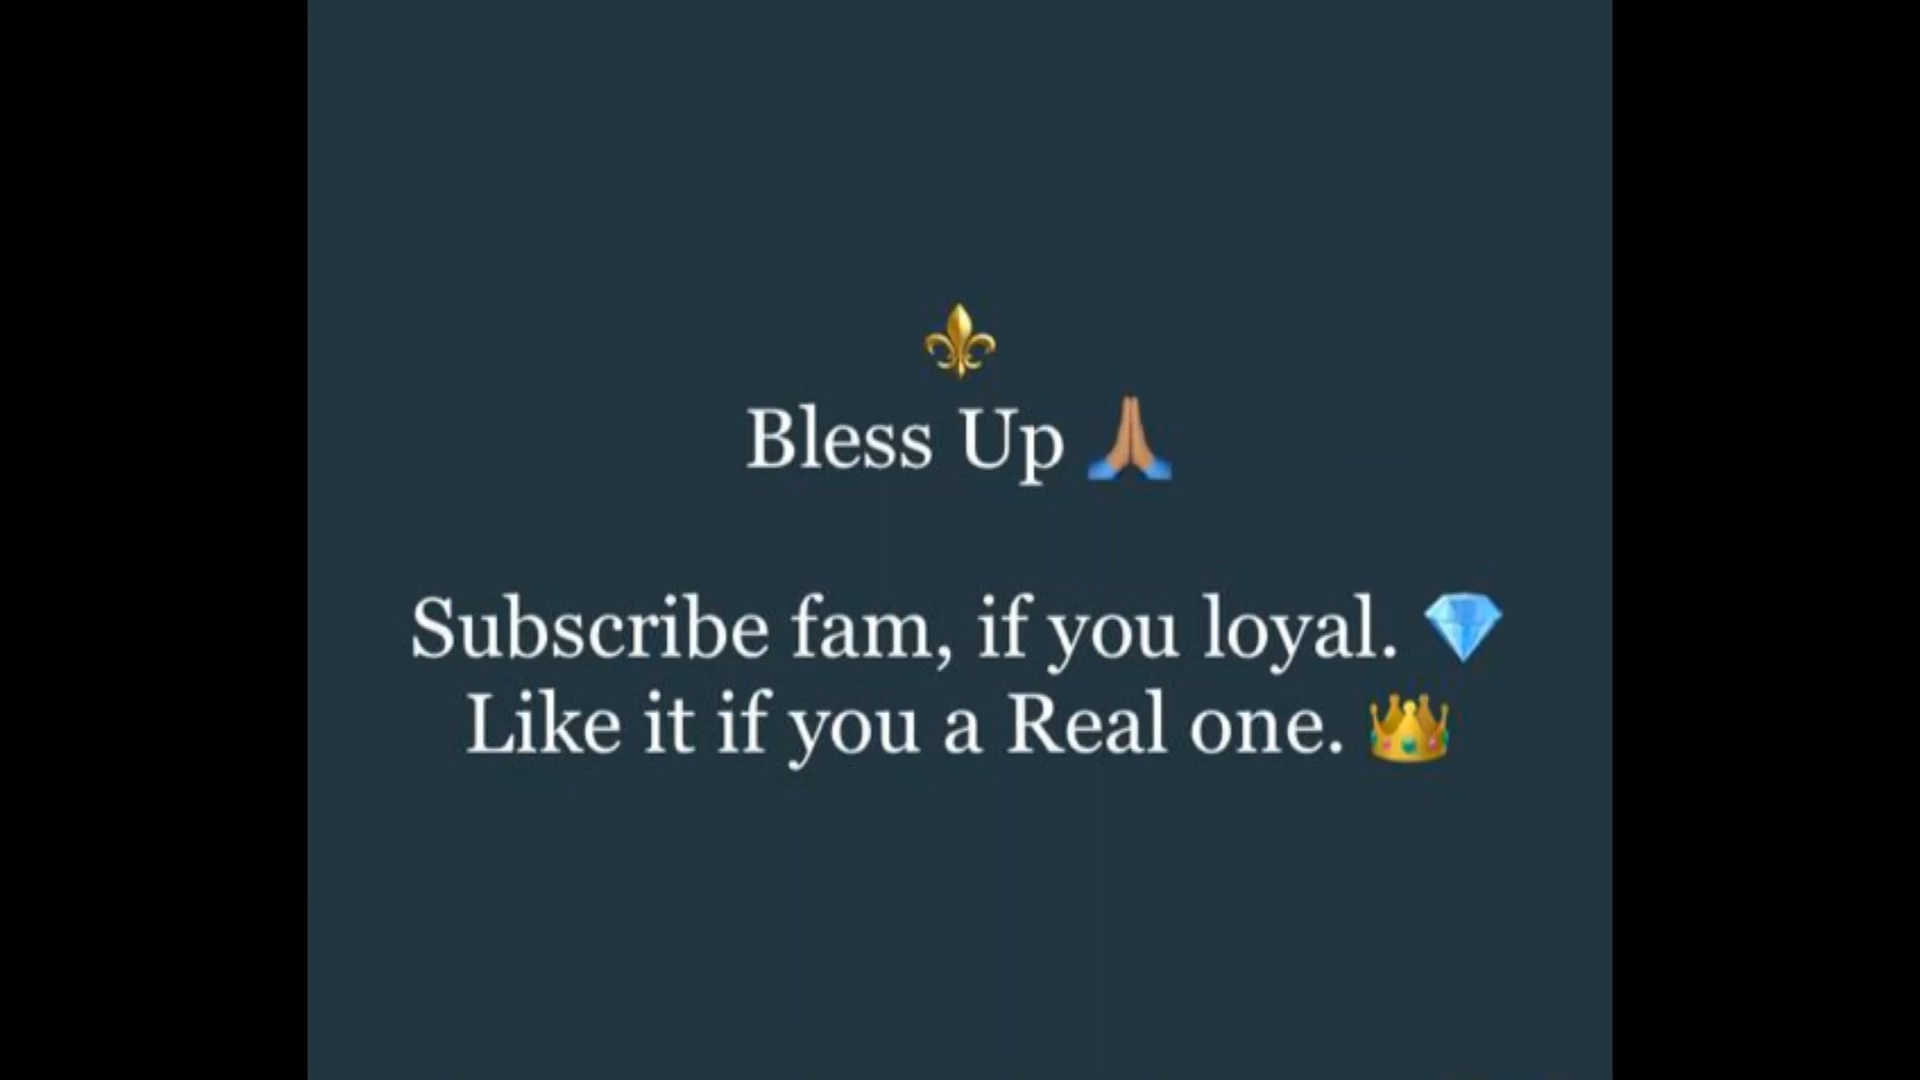 ⚜️
Bless Up 🙏🏽
Subscribe fam, if you loyal. 💎
Like it if you a Real one. 👑